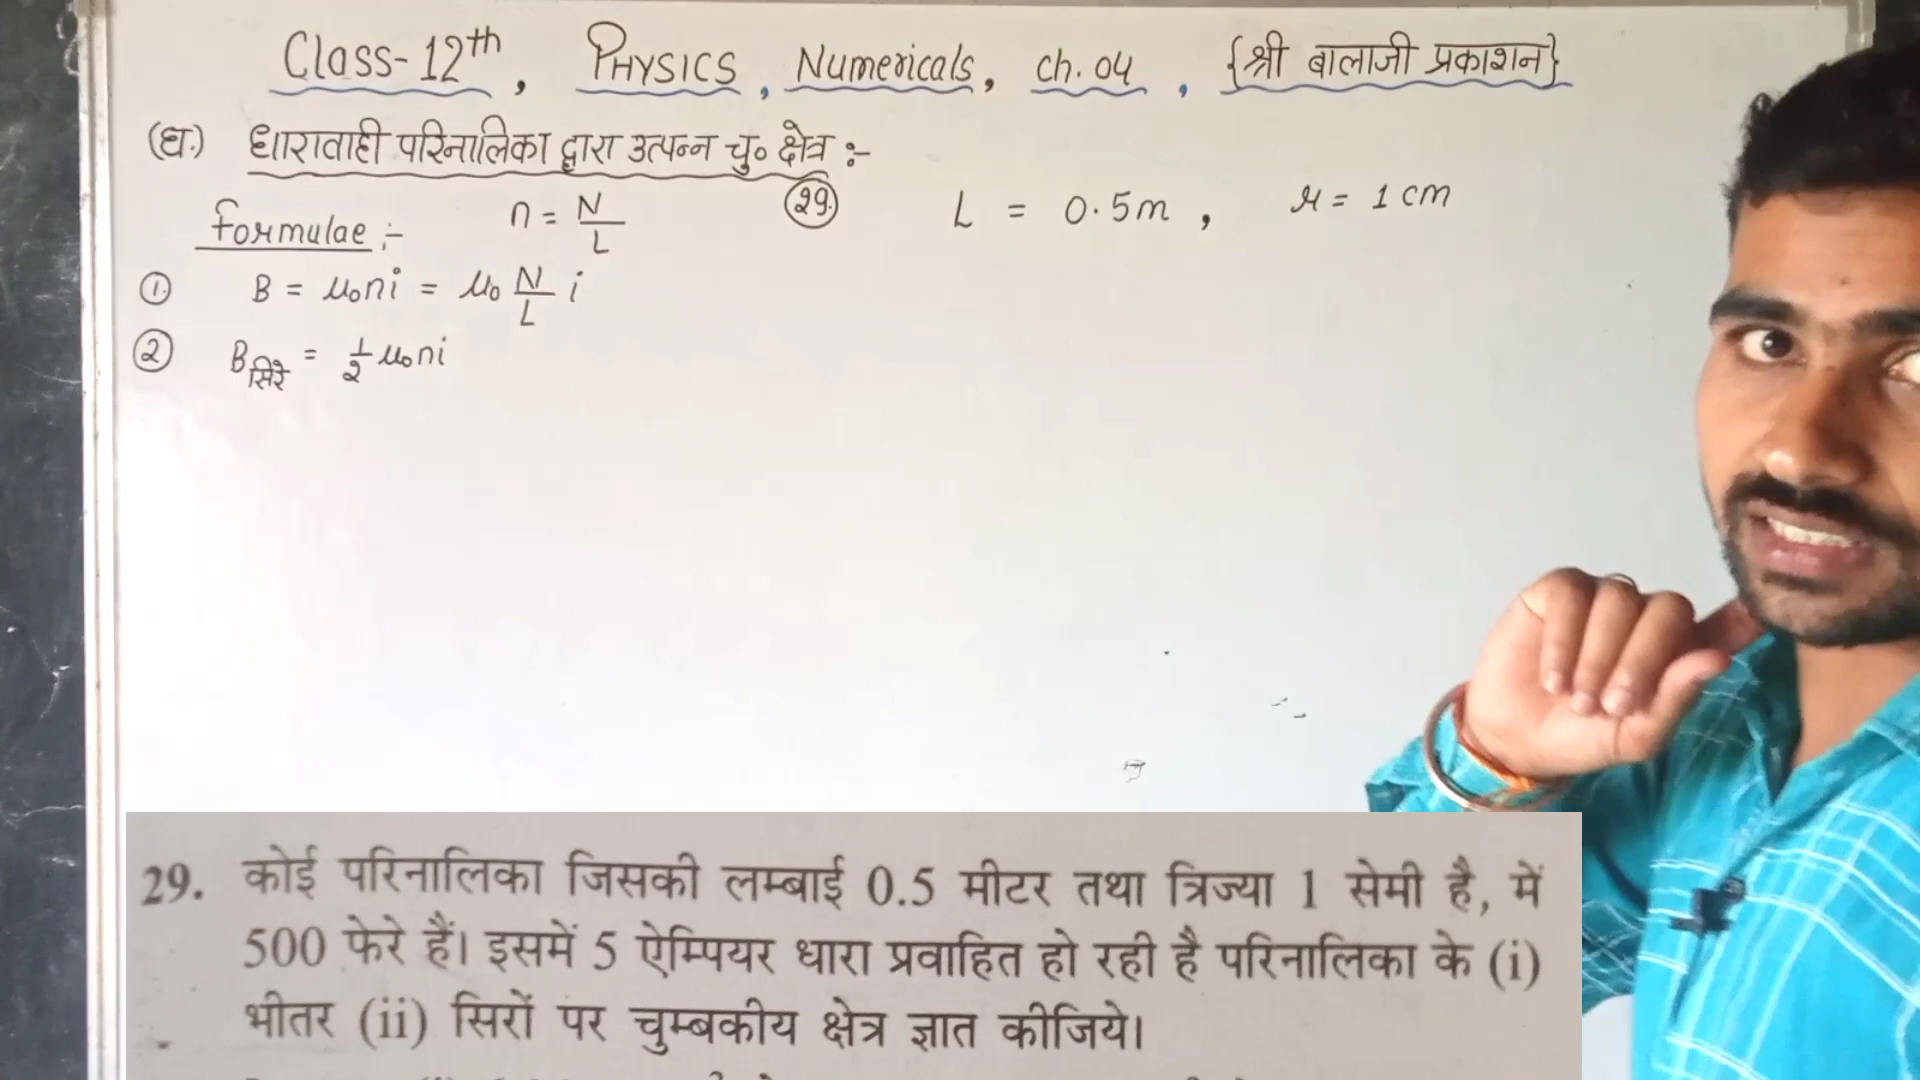 Class-12th, PHYSICS, Numericals, ch. 04, {श्री बालाजी प्रकाशन}
(घ.) धारावाही परिनालिका द्वारा उत्पन्न चु० क्षेत्र :-
Formulae :- n = N/L
① B = μ₀ni = μ₀ N/L i
② Bसिरे = 1/2 μ₀ni
29. L = 0.5m, r = 1 cm
29. कोई परिनालिका जिसकी लम्बाई 0.5 मीटर तथा त्रिज्या 1 सेमी है, में
500 फेरे हैं। इसमें 5 ऐम्पियर धारा प्रवाहित हो रही है परिनालिका के (i)
भीतर (ii) सिरों पर चुम्बकीय क्षेत्र ज्ञात कीजिये।